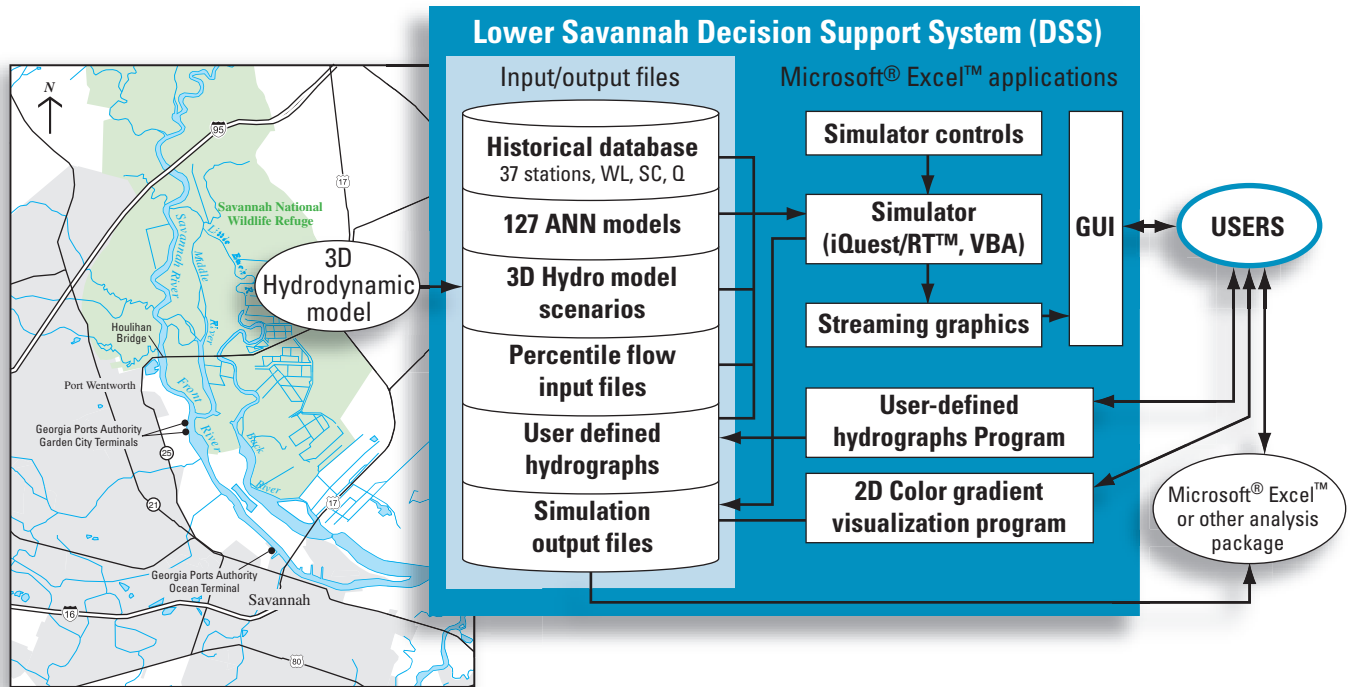 Lower Savannah Decision Support System (DSS)
Input/output files
Microsoft® Excel™ applications
Historical database
37 stations, WL, SC, Q
127 ANN models
3D Hydro model
scenarios
Percentile flow
input files
User defined
hydrographs
Simulation
output files
Simulator controls
Simulator
(iQuest/RT™, VBA)
Streaming graphics
GUI
User-defined
hydrographs Program
2D Color gradient
visualization program
USERS
Microsoft® Excel™
or other analysis
package
3D
Hydrodynamic
model
N
95
17
Savannah National
Wildlife Refuge
Savannah River
Middle
River
Little
Back
Houlihan
Bridge
Port Wentworth
Front
River
Back
River
Georgia Ports Authority
Garden City Terminals
25
21
17
Georgia Ports Authority
Ocean Terminal
Savannah
16
80